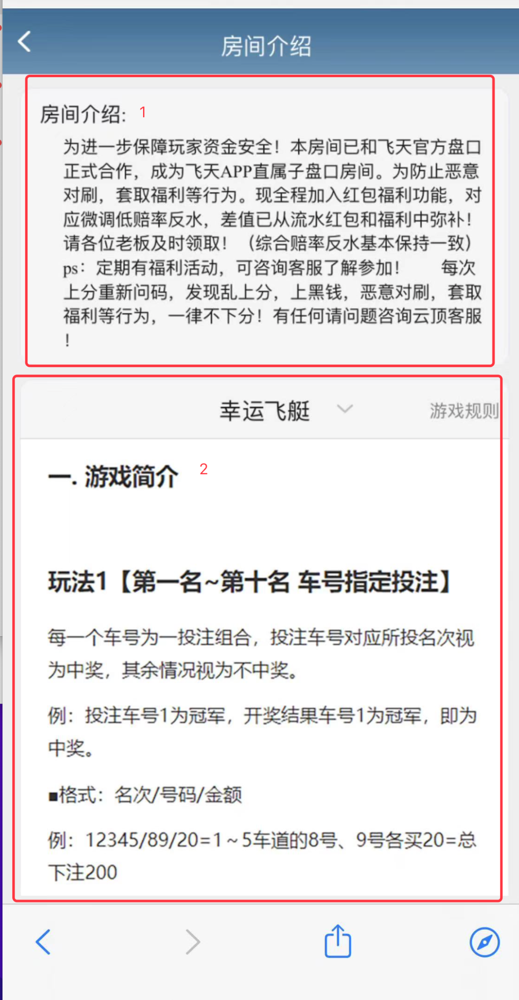 房间介绍
房间介绍: 1
为进一步保障玩家资金安全！本房间已和飞天官方盘口
正式合作，成为飞天APP直属子盘口房间。为防止恶意
对刷，套取福利等行为。现全程加入红包福利功能，对
应微调低赔率反水，差值已从流水红包和福利中弥补！
请各位老板及时领取！（综合赔率反水基本保持一致）
ps：定期有福利活动，可咨询客服了解参加！ 每次
上分重新问码，发现乱上分，上黑钱，恶意对刷，套取
福利等行为，一律不下分！有任何请问题咨询云顶客服
！
幸运飞艇 游戏规则
一. 游戏简介 2
玩法1【第一名~第十名 车号指定投注】
每一个车号为一投注组合，投注车号对应所投名次视
为中奖，其余情况视为不中奖。
例：投注车号1为冠军，开奖结果车号1为冠军，即为
中奖。
■格式：名次/号码/金额
例：12345/89/20=1～5车道的8号、9号各买20=总
下注200